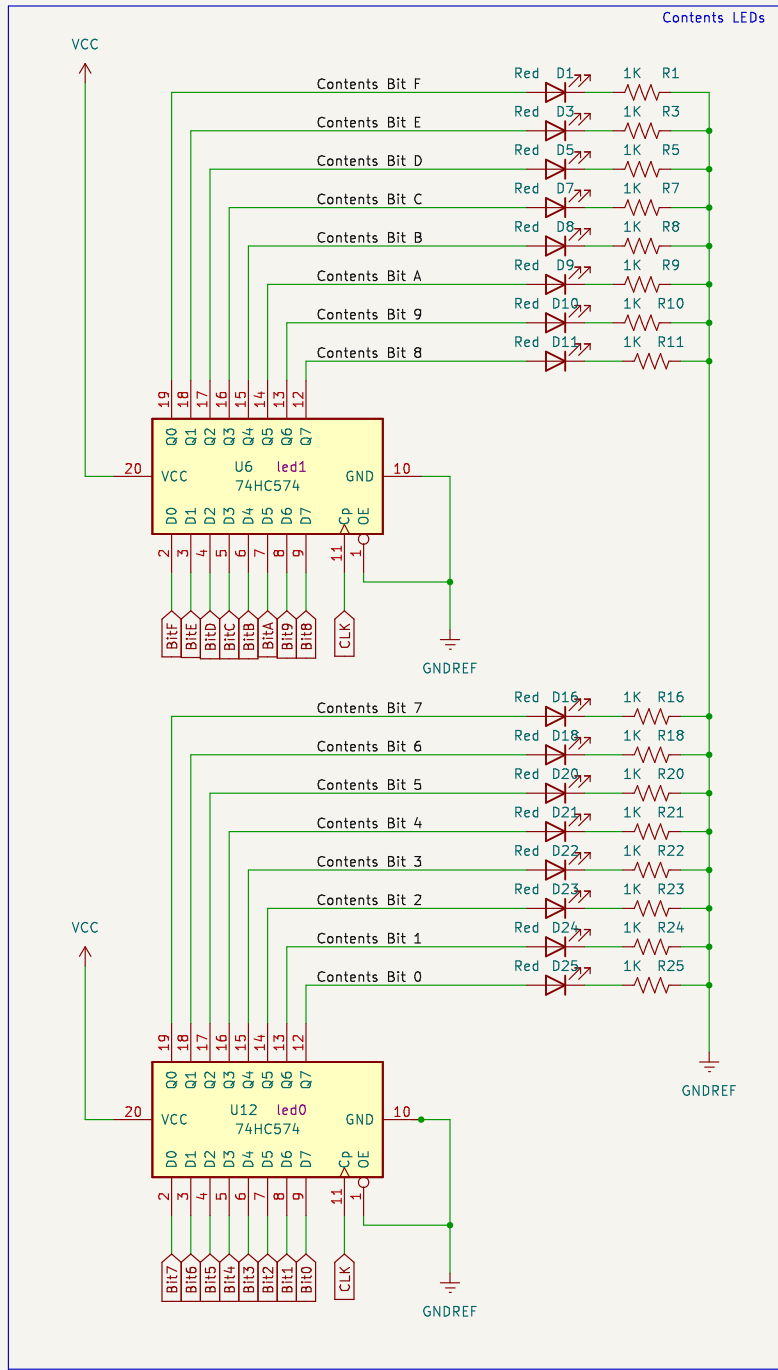 Contents LEDs
VCC
Contents Bit F Red D1 1K R1
Contents Bit E Red D3 1K R3
Contents Bit D Red D5 1K R5
Contents Bit C Red D7 1K R7
Contents Bit B Red D8 1K R8
Contents Bit A Red D9 1K R9
Contents Bit 9 Red D10 1K R10
Contents Bit 8 Red D11 1K R11
19 18 17 16 15 14 13 12
Q0 Q1 Q2 Q3 Q4 Q5 Q6 Q7
20 VCC U6 led1 GND 10
74HC574
D0 D1 D2 D3 D4 D5 D6 D7 Cp OE
2 3 4 5 6 7 8 9 11 1
BitF BitE BitD BitC BitB BitA Bit9 Bit8 CLK
GNDREF
Contents Bit 7 Red D16 1K R16
Contents Bit 6 Red D18 1K R18
Contents Bit 5 Red D20 1K R20
Contents Bit 4 Red D21 1K R21
Contents Bit 3 Red D22 1K R22
Contents Bit 2 Red D23 1K R23
VCC
Contents Bit 1 Red D24 1K R24
Contents Bit 0 Red D25 1K R25
19 18 17 16 15 14 13 12
GNDREF
Q0 Q1 Q2 Q3 Q4 Q5 Q6 Q7
20 VCC U12 led0 GND 10
74HC574
D0 D1 D2 D3 D4 D5 D6 D7 Cp OE
2 3 4 5 6 7 8 9 11 1
Bit7 Bit6 Bit5 Bit4 Bit3 Bit2 Bit1 Bit0 CLK
GNDREF